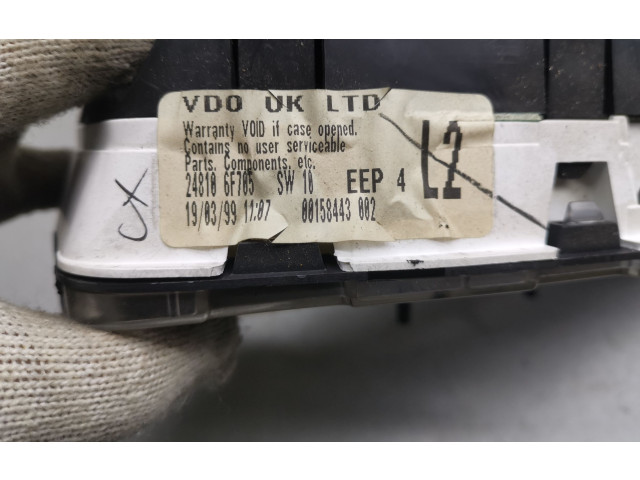 VDO UK LTD
Warranty VOID if case opened.
Contains no user serviceable
Parts. Components, etc.
24810 6F705 SW 10 EEP 4 L2
19/03/99 11:07 00158443 002